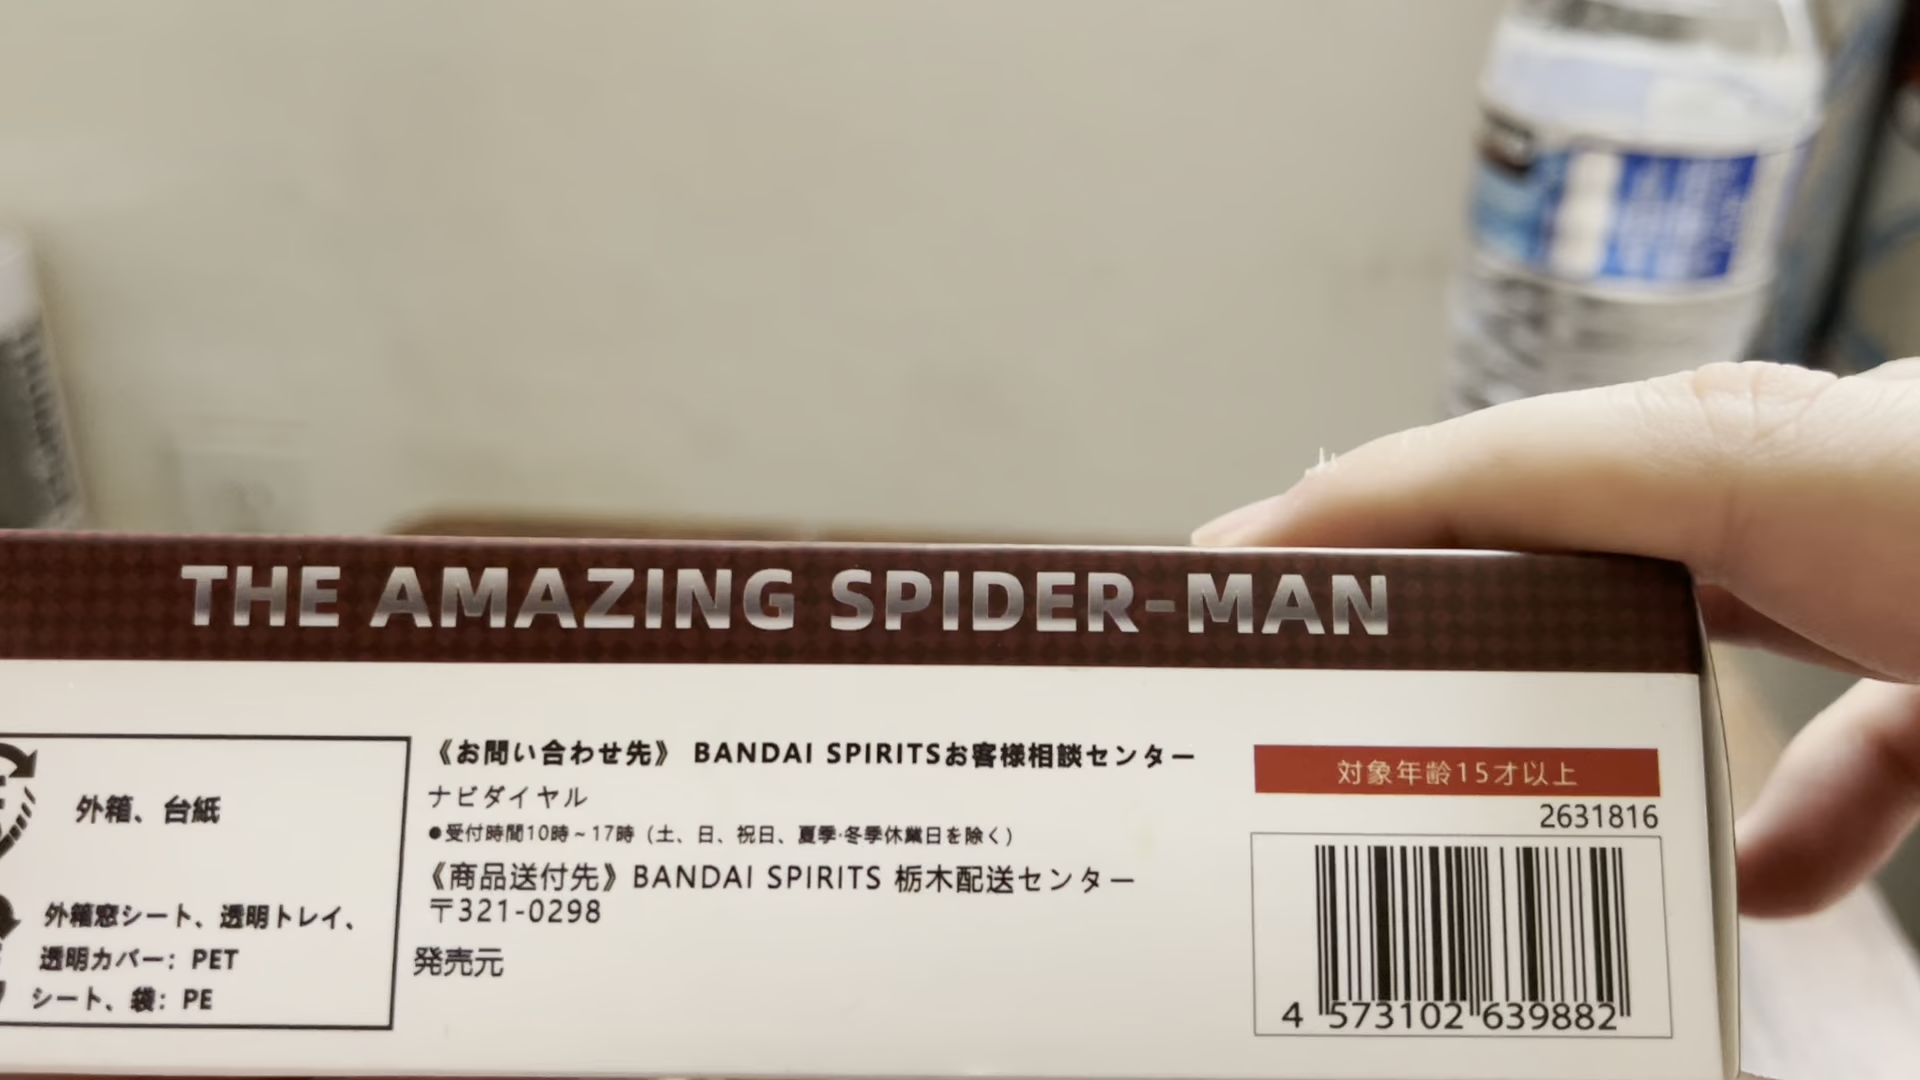 THE AMAZING SPIDER-MAN
外箱、台紙
外箱窓シート、透明トレイ、
透明カバー: PET
シート、袋: PE
《お問い合わせ先》 BANDAI SPIRITSお客様相談センター
ナビダイヤル
●受付時間10時~17時（土、日、祝日、夏季·冬季休業日を除く）
《商品送付先》BANDAI SPIRITS 栃木配送センター
〒321-0298
発売元
対象年齢15才以上
2631816
4 573102 639882